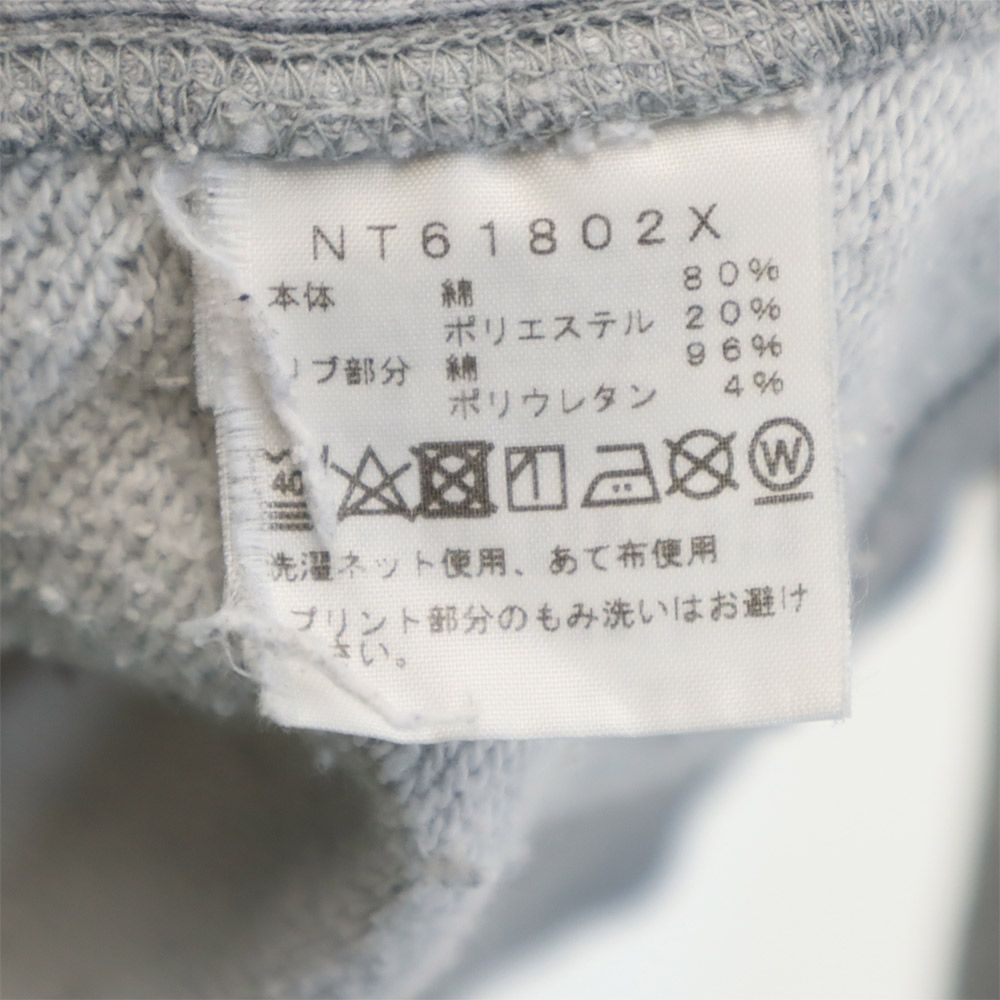 NT61802X
本体 綿 80%
ポリエステル 20%
リブ部分 綿 96%
ポリウレタン 4%
40 W
洗濯ネット使用、あて布使用
プリント部分のもみ洗いはお避け
さい。